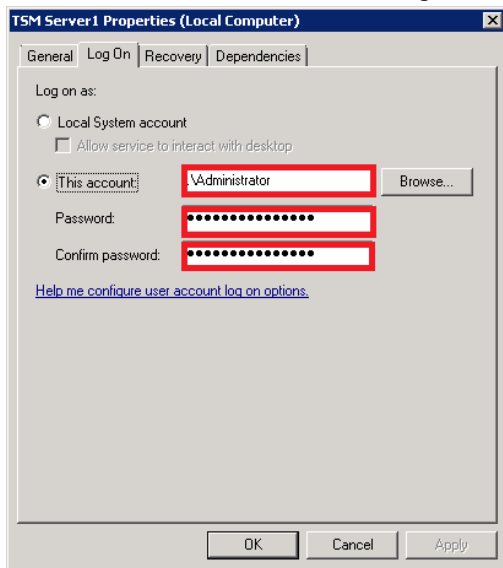 TSM Server1 Properties (Local Computer)
General Log On Recovery Dependencies
Log on as:
Local System account
Allow service to interact with desktop
This account: .\Administrator Browse...
Password: •••••••••••••••
Confirm password: •••••••••••••••
Help me configure user account log on options.
OK Cancel Apply